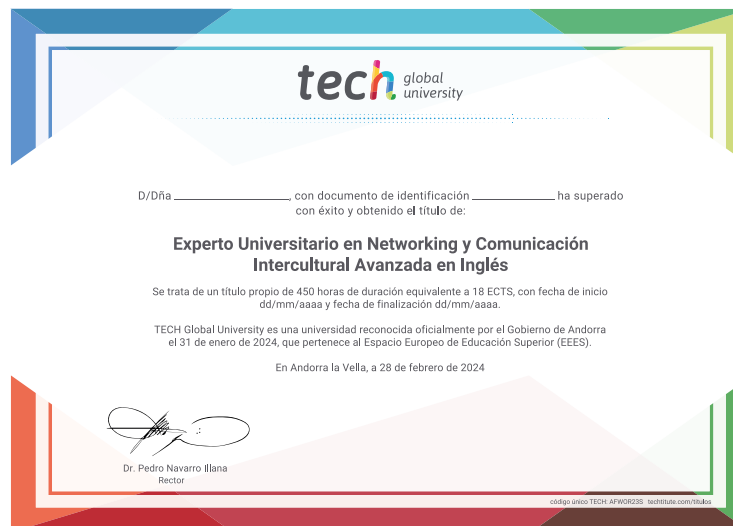 tech global
university
D/Dña ______________, con documento de identificación ______________ ha superado
con éxito y obtenido el título de:
Experto Universitario en Networking y Comunicación
Intercultural Avanzada en Inglés
Se trata de un título propio de 450 horas de duración equivalente a 18 ECTS, con fecha de inicio
dd/mm/aaaa y fecha de finalización dd/mm/aaaa.
TECH Global University es una universidad reconocida oficialmente por el Gobierno de Andorra
el 31 de enero de 2024, que pertenece al Espacio Europeo de Educación Superior (EEES).
En Andorra la Vella, a 28 de febrero de 2024
Dr. Pedro Navarro Illana
Rector
código único TECH: AFWOR23S techtitute.com/titulos